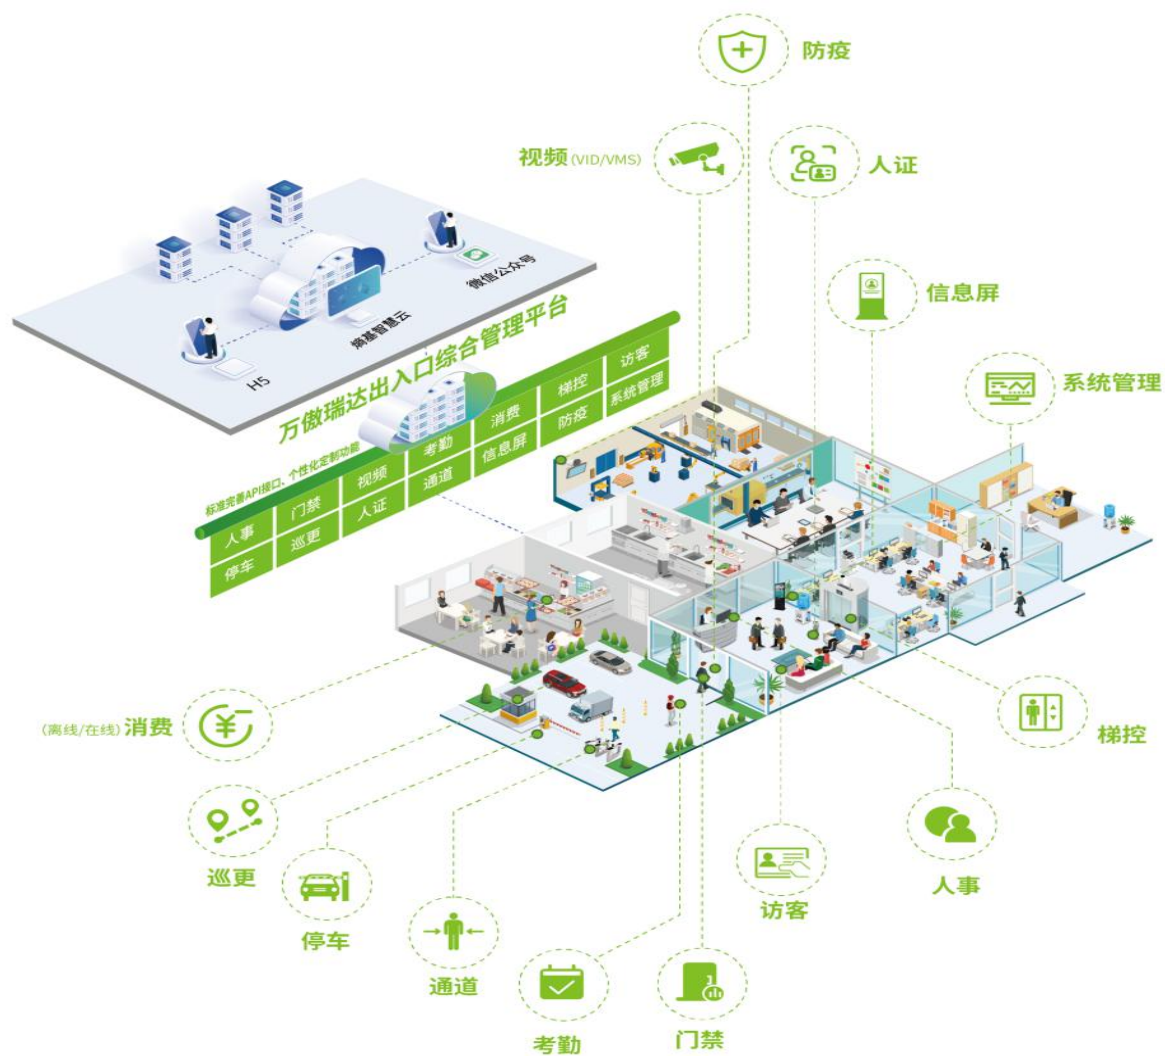 防疫
视频(VID/VMS)
人证
信息屏
系统管理
微信公众号
熵基智慧云
H5
万傲瑞达出入口综合管理平台
标准完善API接口、个性化定制功能
人事 门禁 视频 考勤 消费 梯控 访客
停车 巡更 人证 通道 信息屏 防疫 系统管理
(离线/在线)消费
梯控
巡更
停车
通道
考勤
门禁
访客
人事